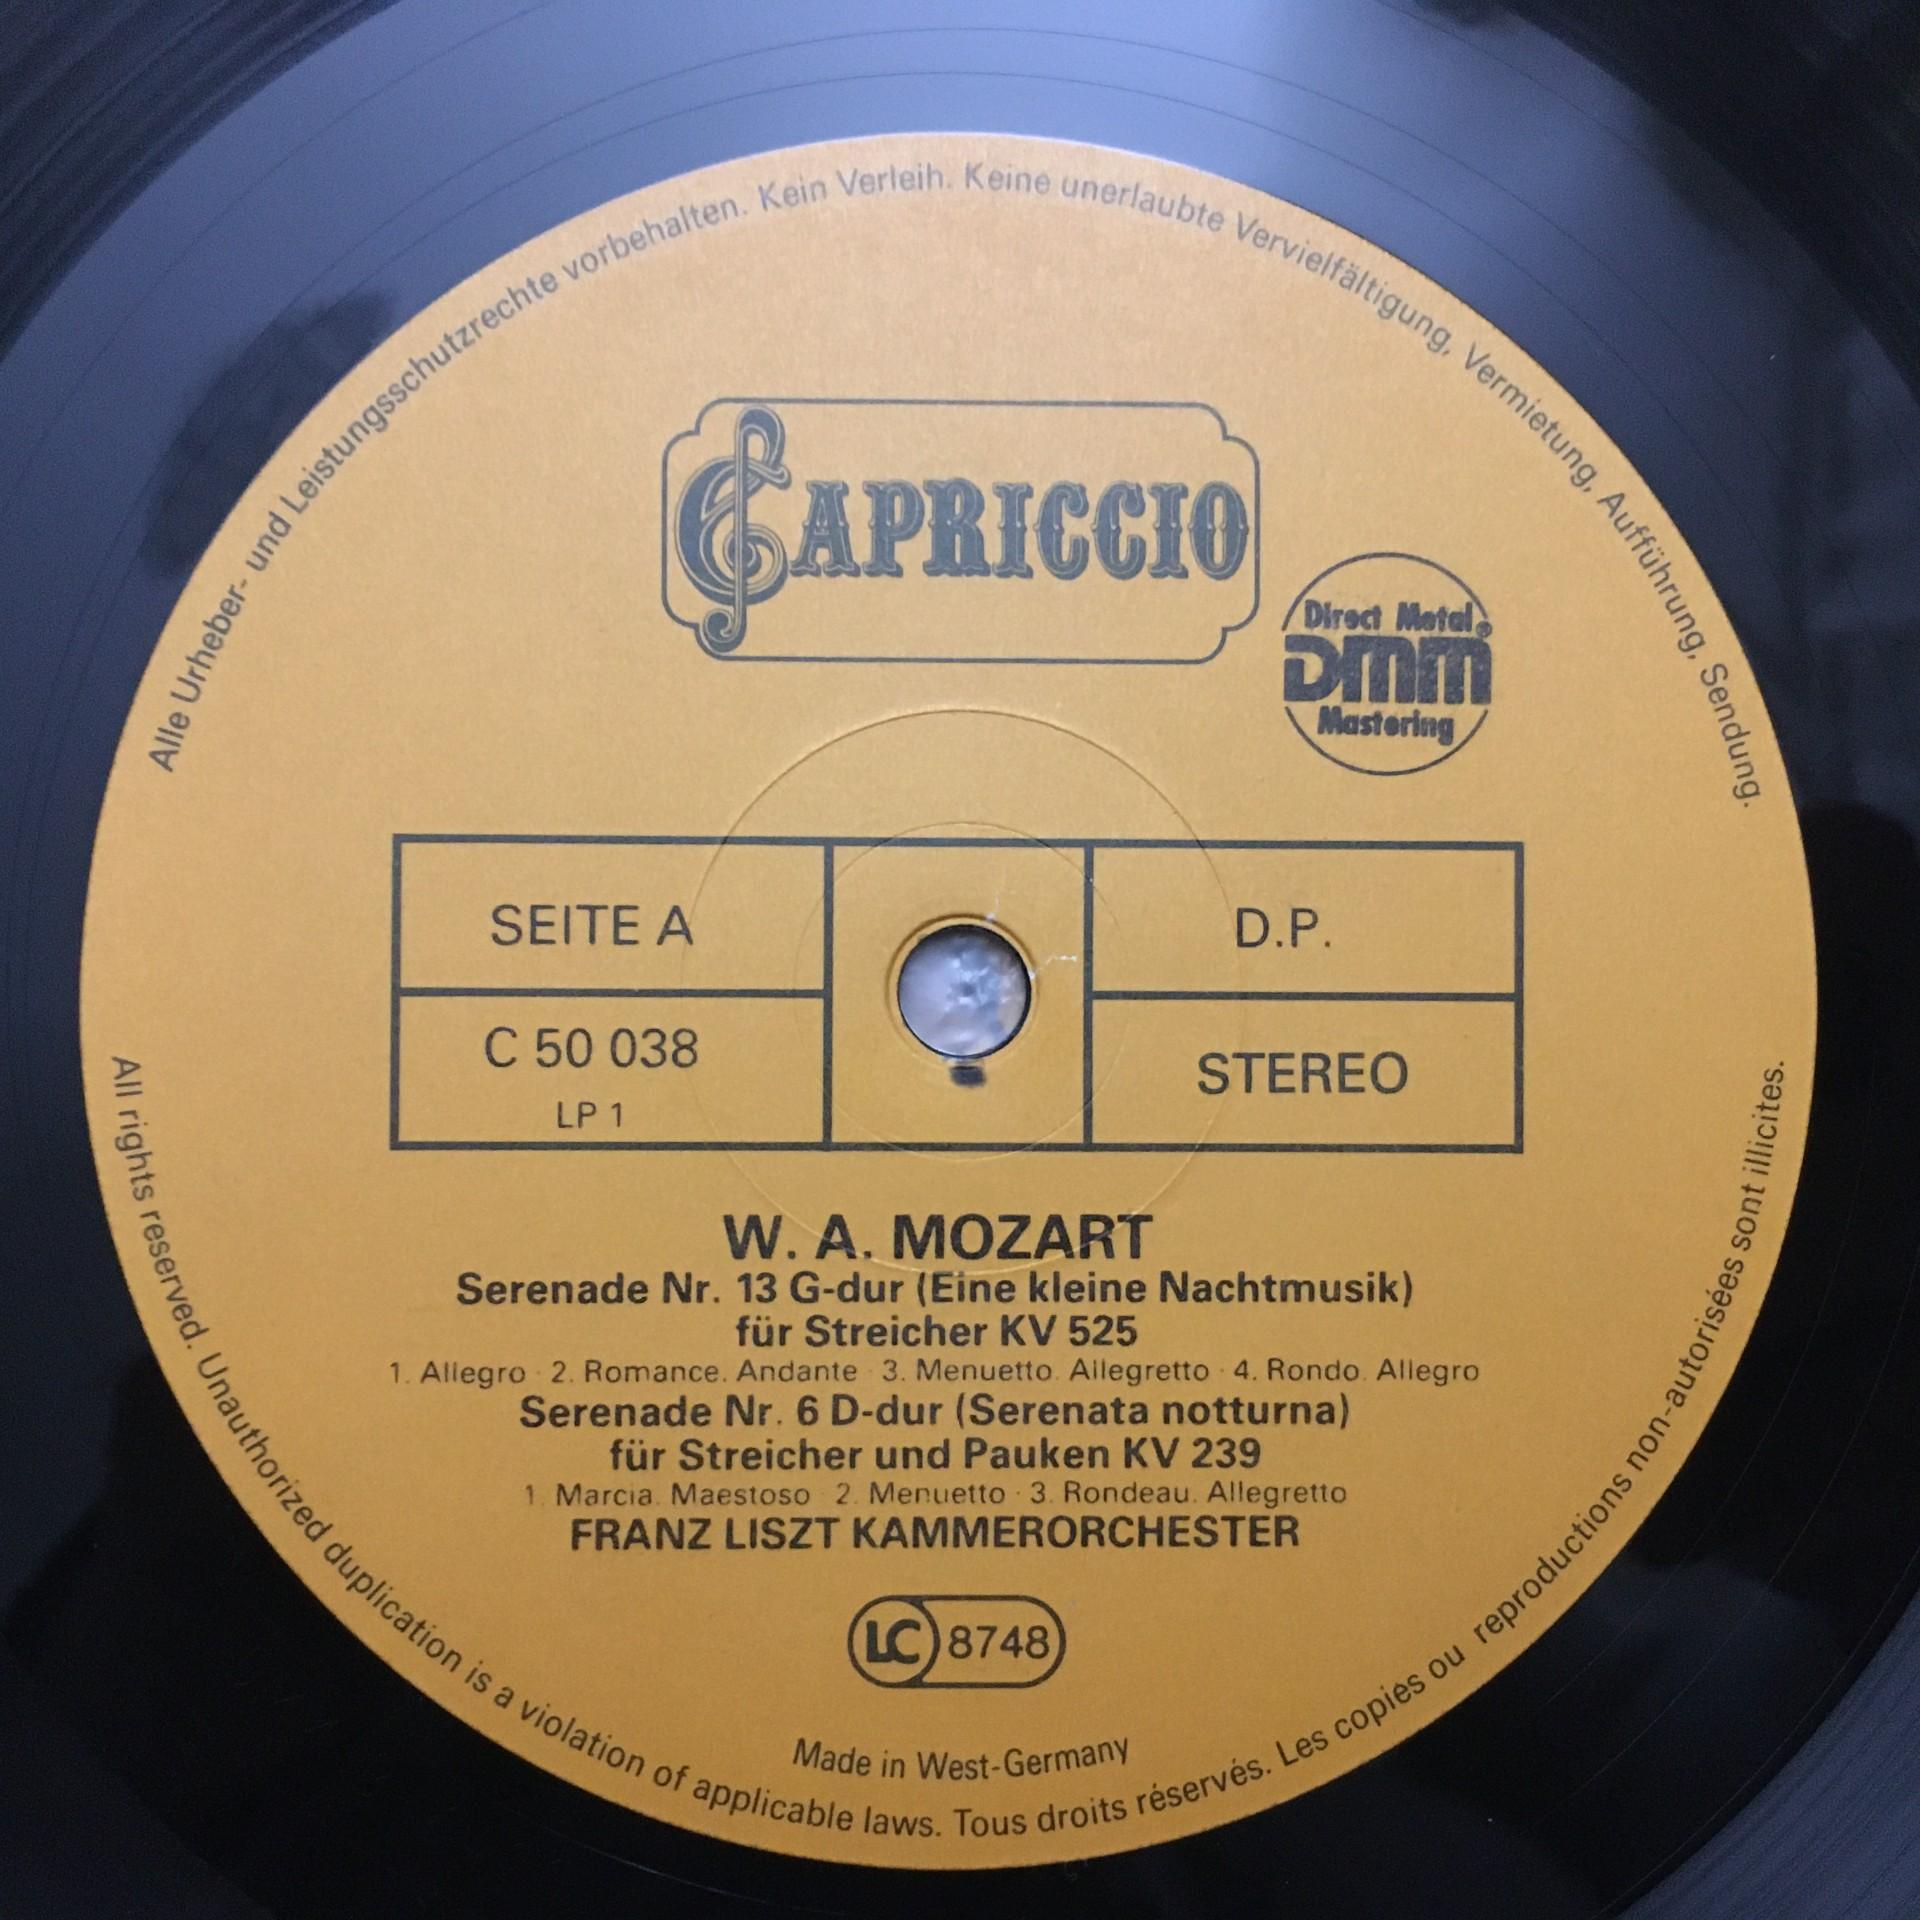 Alle Urheber- und Leistungsschutzrechte vorbehalten. Kein Verleih. Keine unerlaubte Vervielfältigung, Vermietung, Aufführung, Sendung.
CAPRICCIO
Direct Metal®
DMM
Mastering
SEITE A
D.P.
C 50 038
LP 1
STEREO
W. A. MOZART
Serenade Nr. 13 G-dur (Eine kleine Nachtmusik)
für Streicher KV 525
1. Allegro · 2. Romance. Andante · 3. Menuetto. Allegretto · 4. Rondo. Allegro
Serenade Nr. 6 D-dur (Serenata notturna)
für Streicher und Pauken KV 239
1. Marcia. Maestoso · 2. Menuetto · 3. Rondeau. Allegretto
FRANZ LISZT KAMMERORCHESTER
LC 8748
Made in West-Germany
All rights reserved. Unauthorized duplication is a violation of applicable laws. Tous droits réservés. Les copies ou reproductions non-autorisées sont illicites.